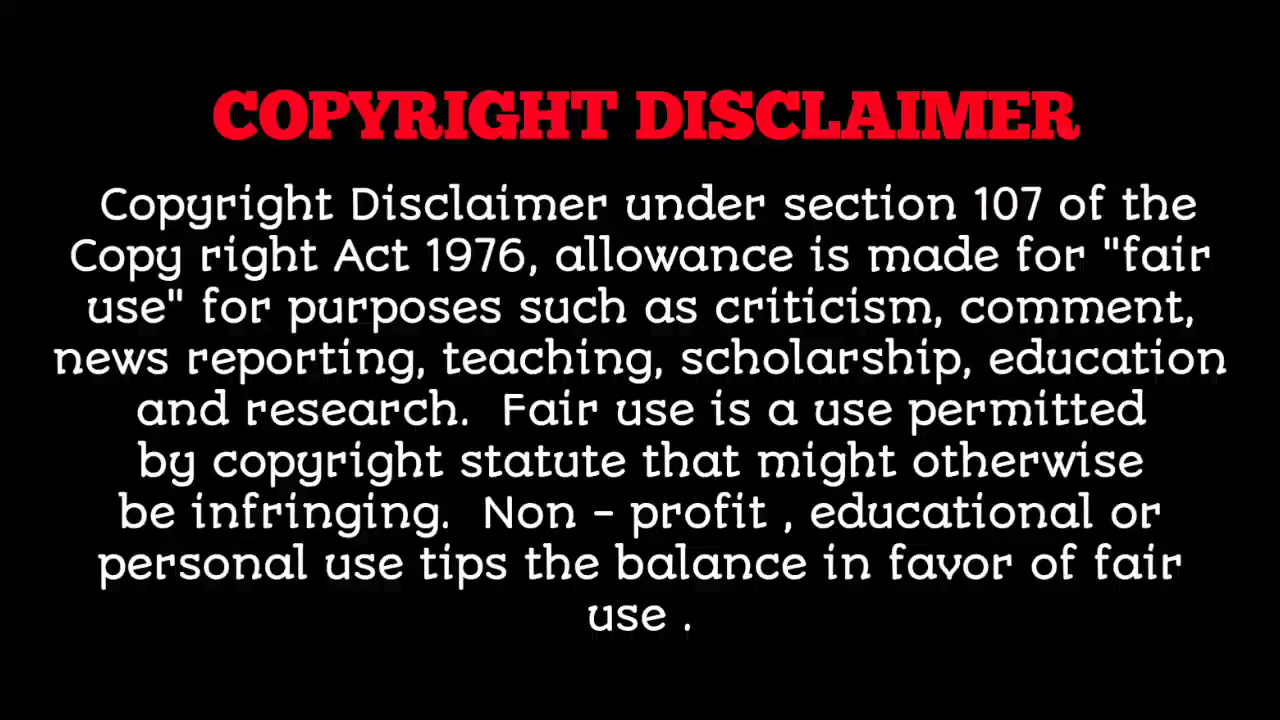 COPYRIGHT DISCLAIMER
Copyright Disclaimer under section 107 of the
Copy right Act 1976, allowance is made for "fair
use" for purposes such as criticism, comment,
news reporting, teaching, scholarship, education
and research.  Fair use is a use permitted
by copyright statute that might otherwise
be infringing.  Non - profit , educational or
personal use tips the balance in favor of fair
use .